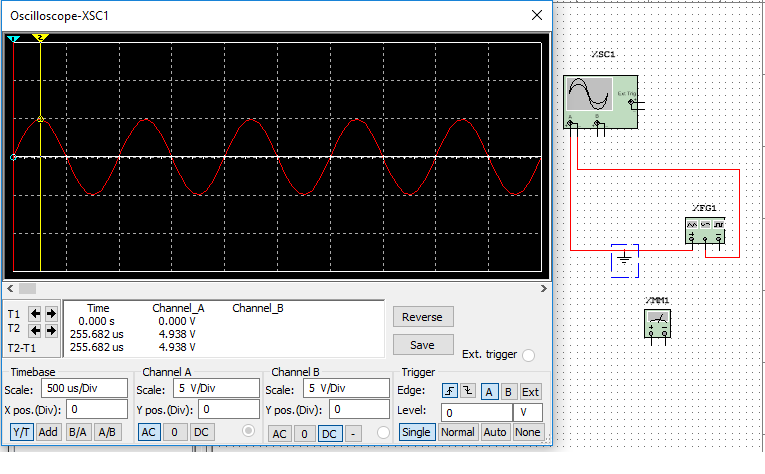 Oscilloscope-XSC1
1 2
XSC1
Ext Trig
A B
XFG1
XMM1
T1
T2
T2-T1
Time Channel_A Channel_B
0.000 s 0.000 V
255.682 us 4.938 V
255.682 us 4.938 V
Reverse
Save
Ext. trigger
Timebase
Scale: 500 us/Div
X pos.(Div): 0
Y/T Add B/A A/B
Channel A
Scale: 5 V/Div
Y pos.(Div): 0
AC 0 DC
Channel B
Scale: 5 V/Div
Y pos.(Div): 0
AC 0 DC -
Trigger
Edge: A B Ext
Level: 0 V
Single Normal Auto None